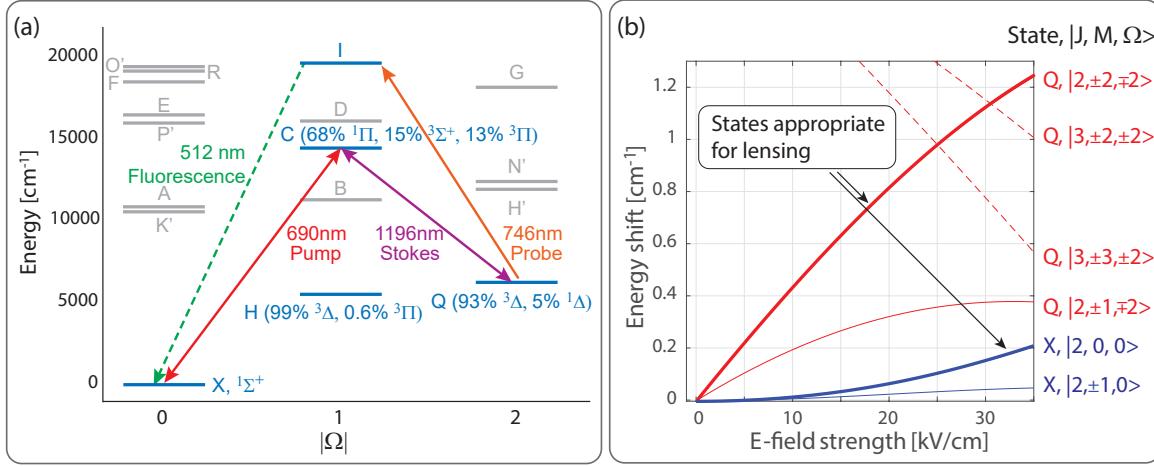 (a)
Energy [cm⁻¹]
20000
15000
10000
5000
0
O'
R
F
E
P'
A
K'
I
D
C (68% ¹Π, 15% ³Σ⁺, 13% ³Π)
B
H (99% ³Δ, 0.6% ³Π)
G
N'
H'
Q (93% ³Δ, 5% ¹Δ)
X, ¹Σ⁺
512 nm
Fluorescence
690nm
Pump
1196nm
Stokes
746nm
Probe
0
1
2
|Ω|
(b)
State, |J, M, Ω>
Energy shift [cm⁻¹]
1.2
1
0.8
0.6
0.4
0.2
0
States appropriate
for lensing
Q, |2,±2,∓2>
Q, |3,±2,±2>
Q, |3,±3,±2>
Q, |2,±1,∓2>
X, |2, 0, 0>
X, |2,±1,0>
0
10
20
30
E-field strength [kV/cm]